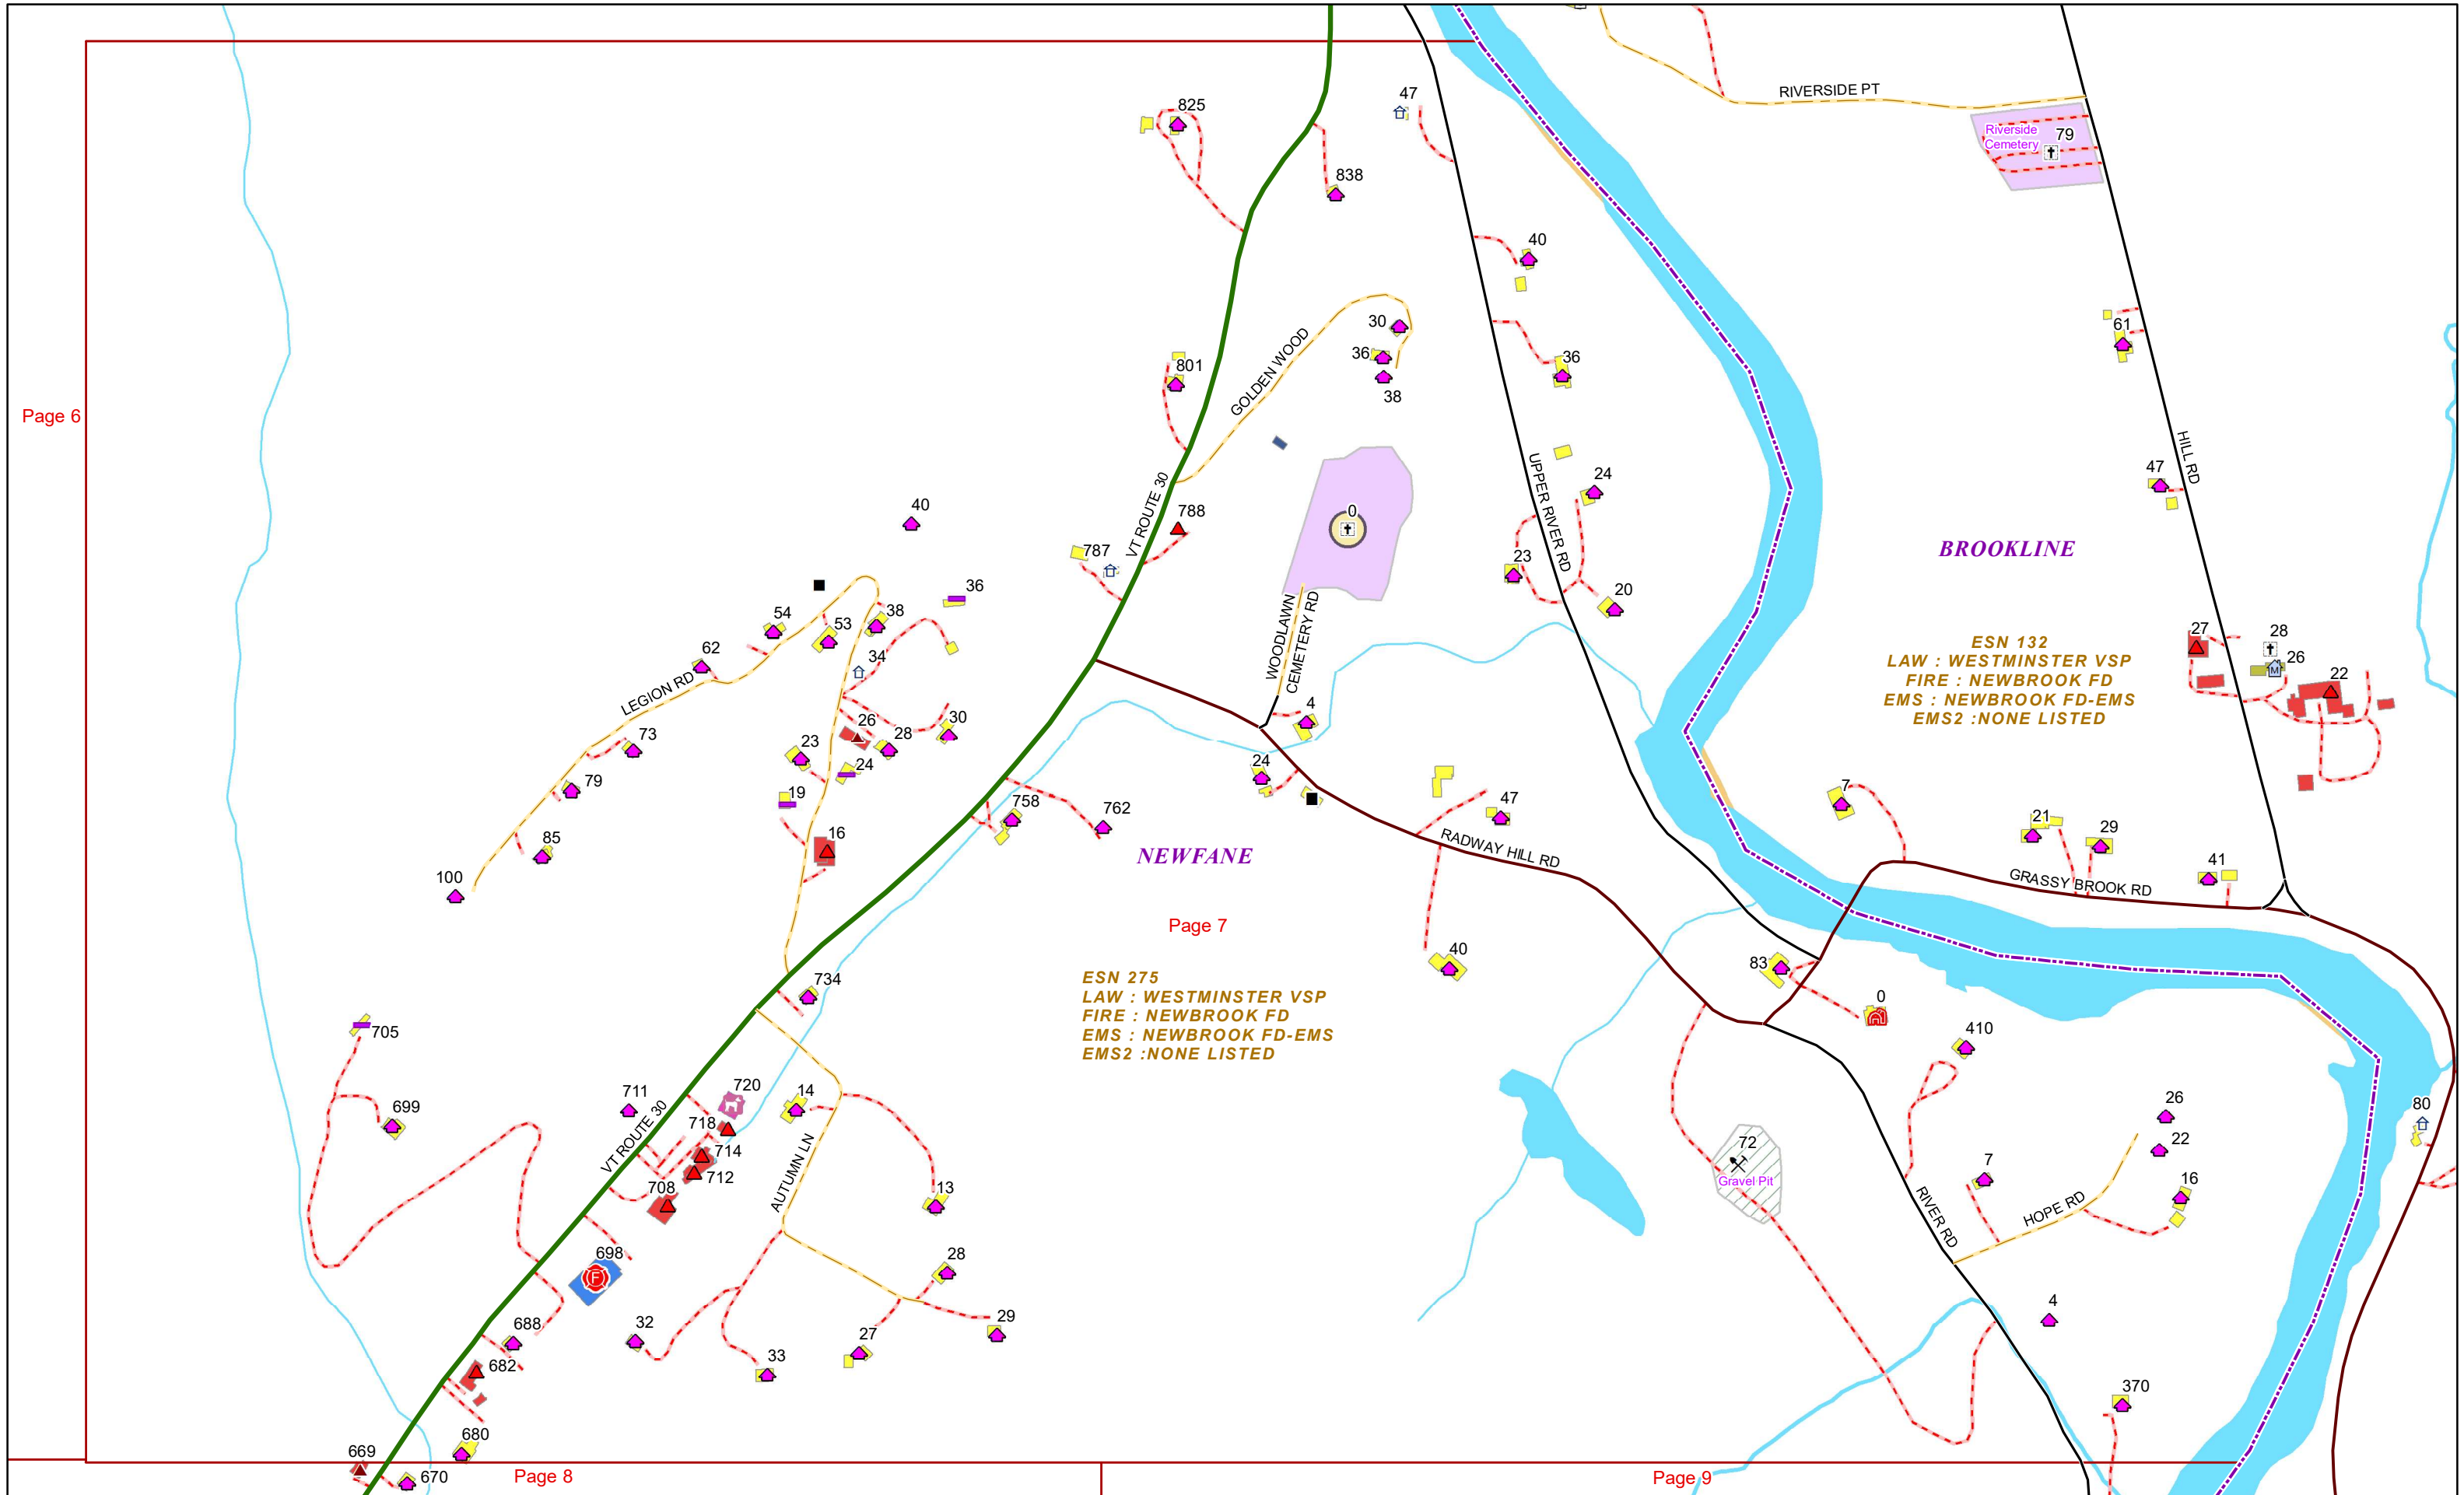 825
47
RIVERSIDE PT
Riverside
Cemetery
79
838
40
30
36
38
36
61
801
GOLDEN WOOD
Page 6
HILL RD
47
24
UPPER RIVER RD
VT ROUTE 30
788
0
40
787
23
20
BROOKLINE
36
54
53
38
62
34
LEGION RD
WOODLAWN
CEMETERY RD
ESN 132
LAW : WESTMINSTER VSP
FIRE : NEWBROOK FD
EMS : NEWBROOK FD-EMS
EMS2 :NONE LISTED
27
28
26
22
4
26
28
30
73
23
24
24
79
19
758
762
47
7
21
29
85
16
NEWFANE
RADWAY HILL RD
41
100
GRASSY BROOK RD
Page 7
40
83
734
ESN 275
LAW : WESTMINSTER VSP
FIRE : NEWBROOK FD
EMS : NEWBROOK FD-EMS
EMS2 :NONE LISTED
0
705
410
711
720
14
699
718
714
712
VT ROUTE 30
708
AUTUMN LN
13
72
Gravel Pit
26
22
80
7
16
HOPE RD
RIVER RD
698
F
28
688
32
29
27
33
682
4
370
680
669
670
Page 8
Page 9
M